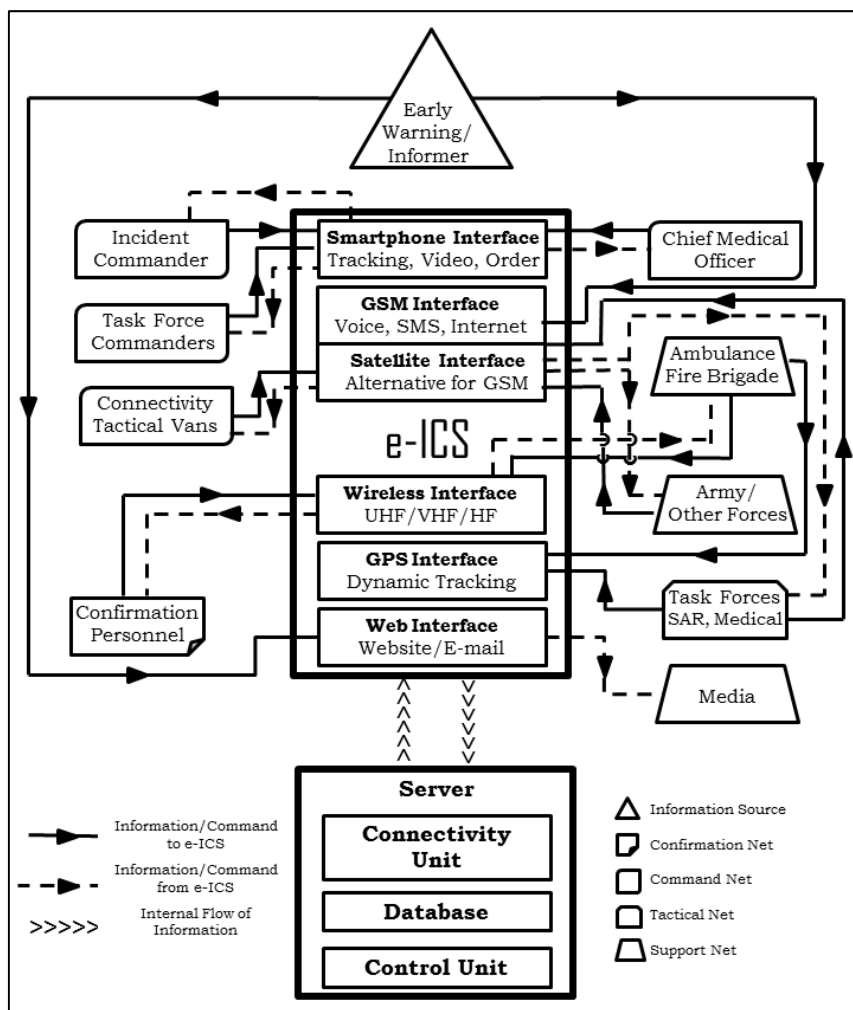 Early
Warning/
Informer
Incident
Commander
Smartphone Interface
Tracking, Video, Order
Chief Medical
Officer
GSM Interface
Voice, SMS, Internet
Task Force
Commanders
Satellite Interface
Alternative for GSM
Ambulance
Fire Brigade
Connectivity
Tactical Vans
e-ICS
Wireless Interface
UHF/VHF/HF
Army/
Other Forces
GPS Interface
Dynamic Tracking
Confirmation
Personnel
Task Forces
SAR, Medical
Web Interface
Website/E-mail
Media
Server
Connectivity
Unit
Database
Control Unit
Information/Command
to e-ICS
Information/Command
from e-ICS
>>>>>
Internal Flow of
Information
Information Source
Confirmation Net
Command Net
Tactical Net
Support Net